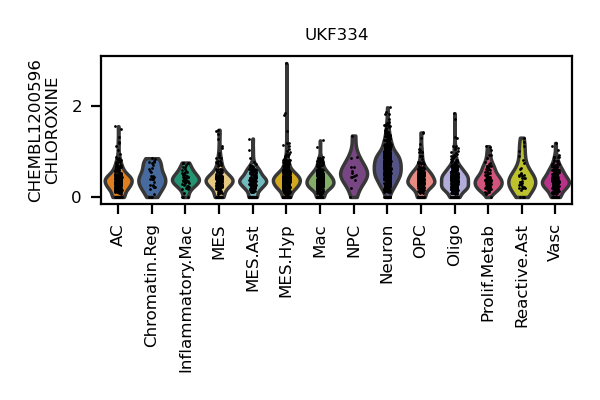 UKF334
CHEMBL1200596
CHLOROXINE
2
0
AC
Chromatin.Reg
Inflammatory.Mac
MES
MES.Ast
MES.Hyp
Mac
NPC
Neuron
OPC
Oligo
Prolif.Metab
Reactive.Ast
Vasc